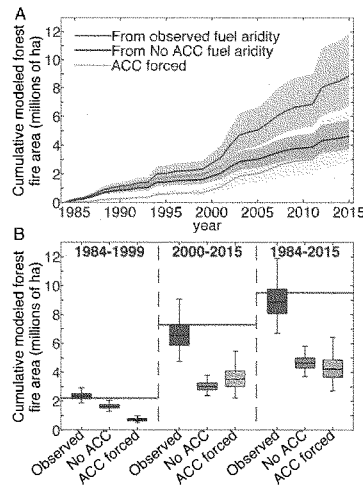 A
From observed fuel aridity
From No ACC fuel aridity
ACC forced
Cumulative modeled forest
fire area (millions of ha)
12
10
8
6
4
2
0
1985 1990 1995 2000 2005 2010 2015
year
B
1984-1999 2000-2015 1984-2015
Cumulative modeled forest
fire area (millions of ha)
12
10
8
6
4
2
0
Observed No ACC ACC forced Observed No ACC ACC forced Observed No ACC ACC forced